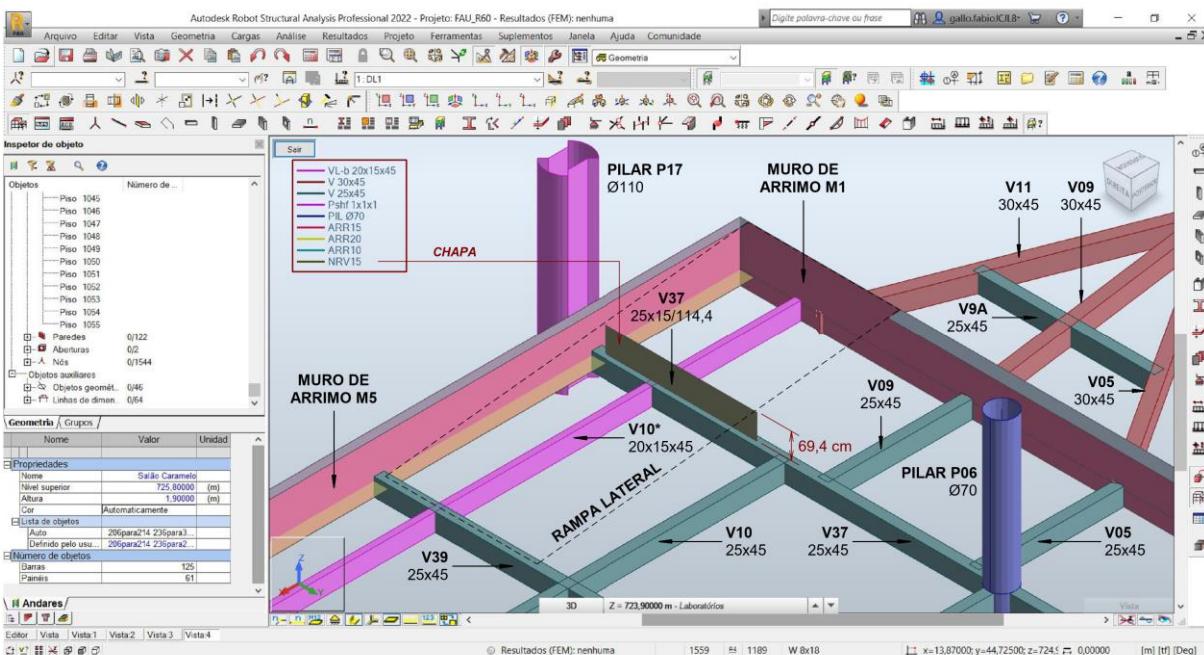 Autodesk Robot Structural Analysis Professional 2022 - Projeto: FAU_R60 - Resultados (FEM): nenhuma
Digite palavra-chave ou frase
gallo.fabioJCJL8
Arquivo Editar Vista Geometria Cargas Análise Resultados Projeto Ferramentas Suplementos Janela Ajuda Comunidade
Geometria
1: DL1
Inspetor de objeto
Objetos Número de ...
Piso 1045
Piso 1046
Piso 1047
Piso 1048
Piso 1049
Piso 1050
Piso 1051
Piso 1052
Piso 1053
Piso 1054
Piso 1055
Paredes 0/122
Aberturas 0/2
Nós 0/1544
Objetos auxiliares
Objetos geomét... 0/46
Linhas de dimen... 0/64
Geometria Grupos
Nome Valor Unidad
Propriedades
Nome Salão Caramelo
Nível superior 725,80000 (m)
Altura 1,90000 (m)
Cor Automaticamente
Lista de objetos
Auto 206para214 236para3...
Definido pelo usu... 206para214 236para2...
Número de objetos
Barras 125
Painéis 61
Andares
Sair
VL-b 20x15x45
V 30x45
V 25x45
Pshf 1x1x1
PIL Ø70
ARR15
ARR20
ARR10
NRV15
CHAPA
PILAR P17
Ø110
MURO DE
ARRIMO M1
V11
30x45
V09
30x45
V37
25x15/114,4
V9A
25x45
MURO DE
ARRIMO M5
V09
25x45
V05
30x45
V10*
20x15x45
69,4 cm
PILAR P06
Ø70
RAMPA LATERAL
V39
25x45
V10
25x45
V37
25x45
V05
25x45
3D Z = 723,90000 m - Laboratórios
Vista
Editor Vista Vista:1 Vista:2 Vista:3 Vista:4
Resultados (FEM): nenhuma 1559 1189 W 8x18 x=13,87000; y=44,72500; z=724,9 0,00000 [m] [tf] [Deg]